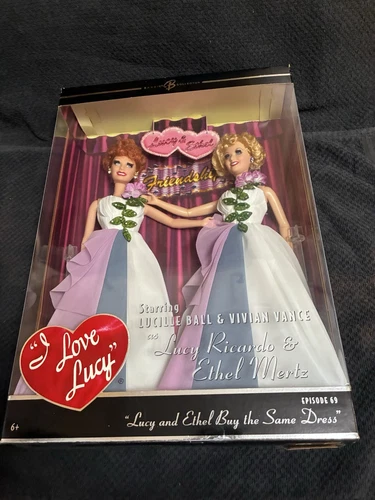 B
Lucy & Ethel
Friendship
Starring
LUCILLE BALL & VIVIAN VANCE
as
Lucy Ricardo &
Ethel Mertz
"I Love
Lucy"
®
EPISODE 69
"Lucy and Ethel Buy the Same Dress"
6+